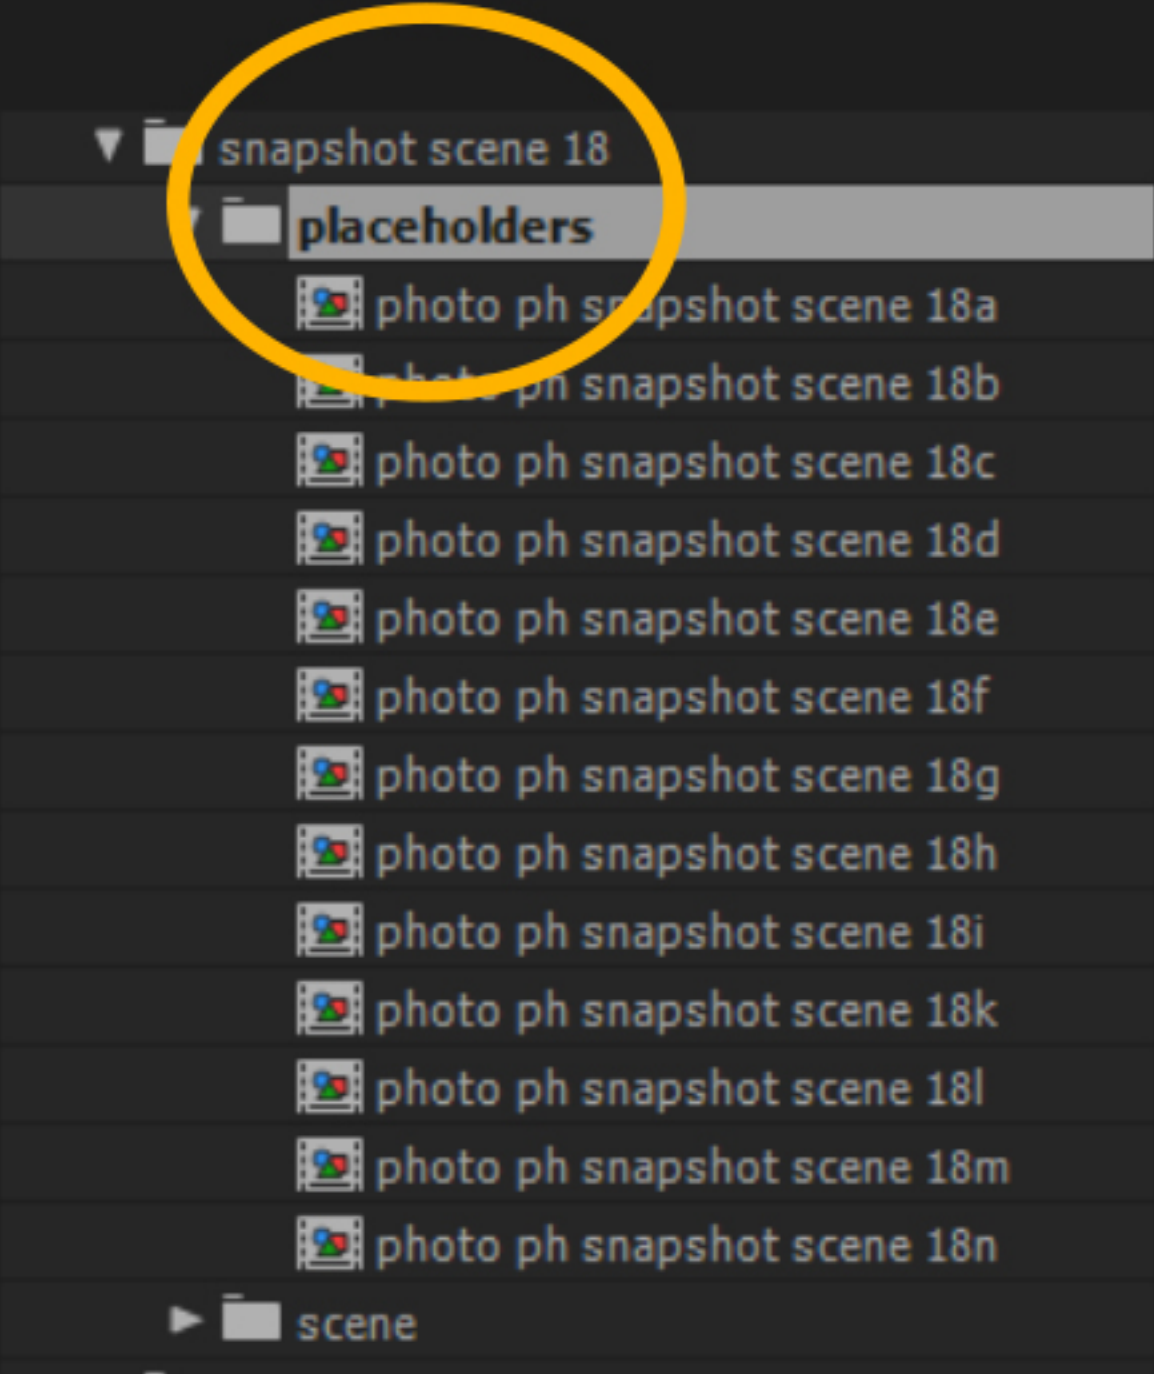 snapshot scene 18
placeholders
photo ph snapshot scene 18a
photo ph snapshot scene 18b
photo ph snapshot scene 18c
photo ph snapshot scene 18d
photo ph snapshot scene 18e
photo ph snapshot scene 18f
photo ph snapshot scene 18g
photo ph snapshot scene 18h
photo ph snapshot scene 18i
photo ph snapshot scene 18k
photo ph snapshot scene 18l
photo ph snapshot scene 18m
photo ph snapshot scene 18n
scene